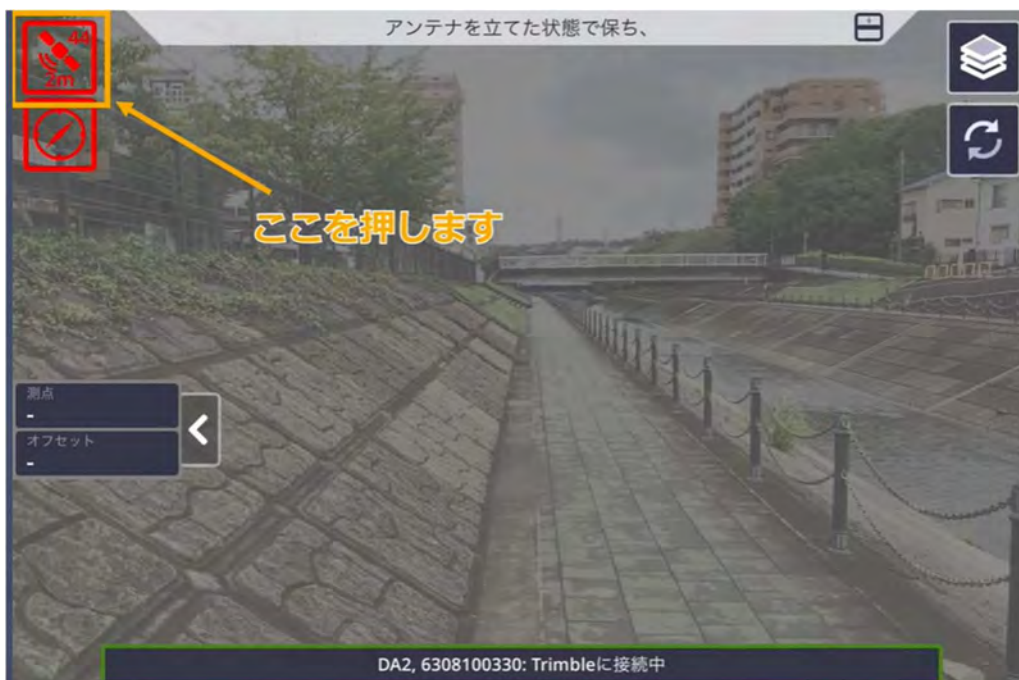 アンテナを立てた状態で保ち、
44
2m
ここを押します
測点
-
オフセット
-
DA2, 6308100330: Trimbleに接続中